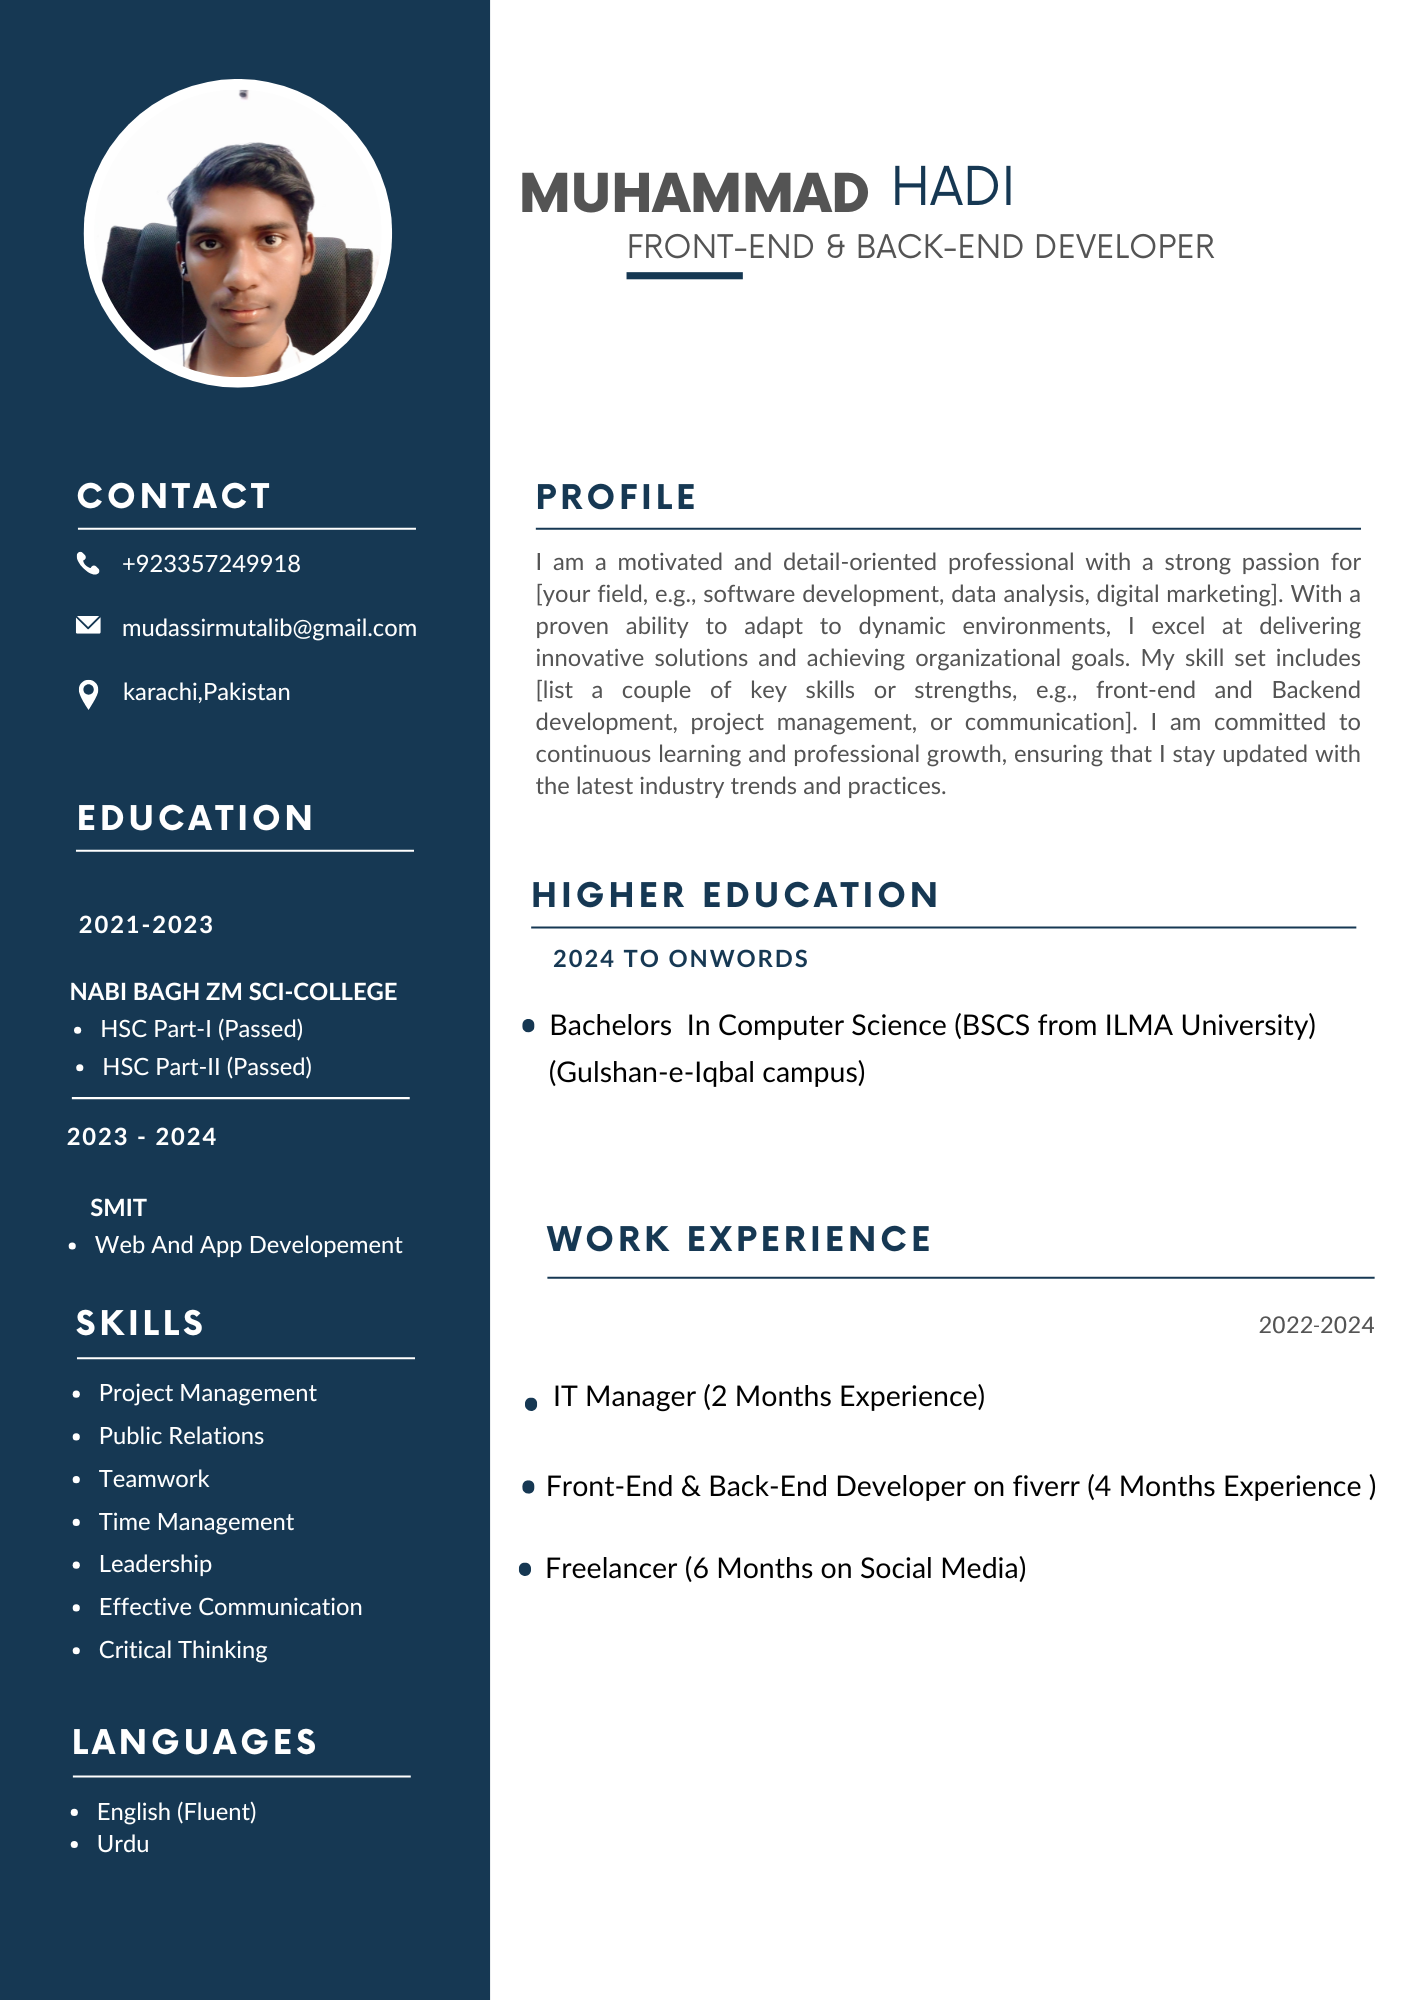 MUHAMMAD HADI
FRONT-END & BACK-END DEVELOPER
CONTACT
+923357249918
mudassirmutalib@gmail.com
karachi,Pakistan
EDUCATION
2021-2023
NABI BAGH ZM SCI-COLLEGE
• HSC Part-I (Passed)
• HSC Part-II (Passed)
2023 - 2024
SMIT
• Web And App Developement
SKILLS
• Project Management
• Public Relations
• Teamwork
• Time Management
• Leadership
• Effective Communication
• Critical Thinking
LANGUAGES
• English (Fluent)
• Urdu
PROFILE
I am a motivated and detail-oriented professional with a strong passion for
[your field, e.g., software development, data analysis, digital marketing]. With a
proven ability to adapt to dynamic environments, I excel at delivering
innovative solutions and achieving organizational goals. My skill set includes
[list a couple of key skills or strengths, e.g., front-end and Backend
development, project management, or communication]. I am committed to
continuous learning and professional growth, ensuring that I stay updated with
the latest industry trends and practices.
HIGHER EDUCATION
2024 TO ONWORDS
• Bachelors In Computer Science (BSCS from ILMA University)
(Gulshan-e-Iqbal campus)
WORK EXPERIENCE
2022-2024
• IT Manager (2 Months Experience)
• Front-End & Back-End Developer on fiverr (4 Months Experience )
• Freelancer (6 Months on Social Media)